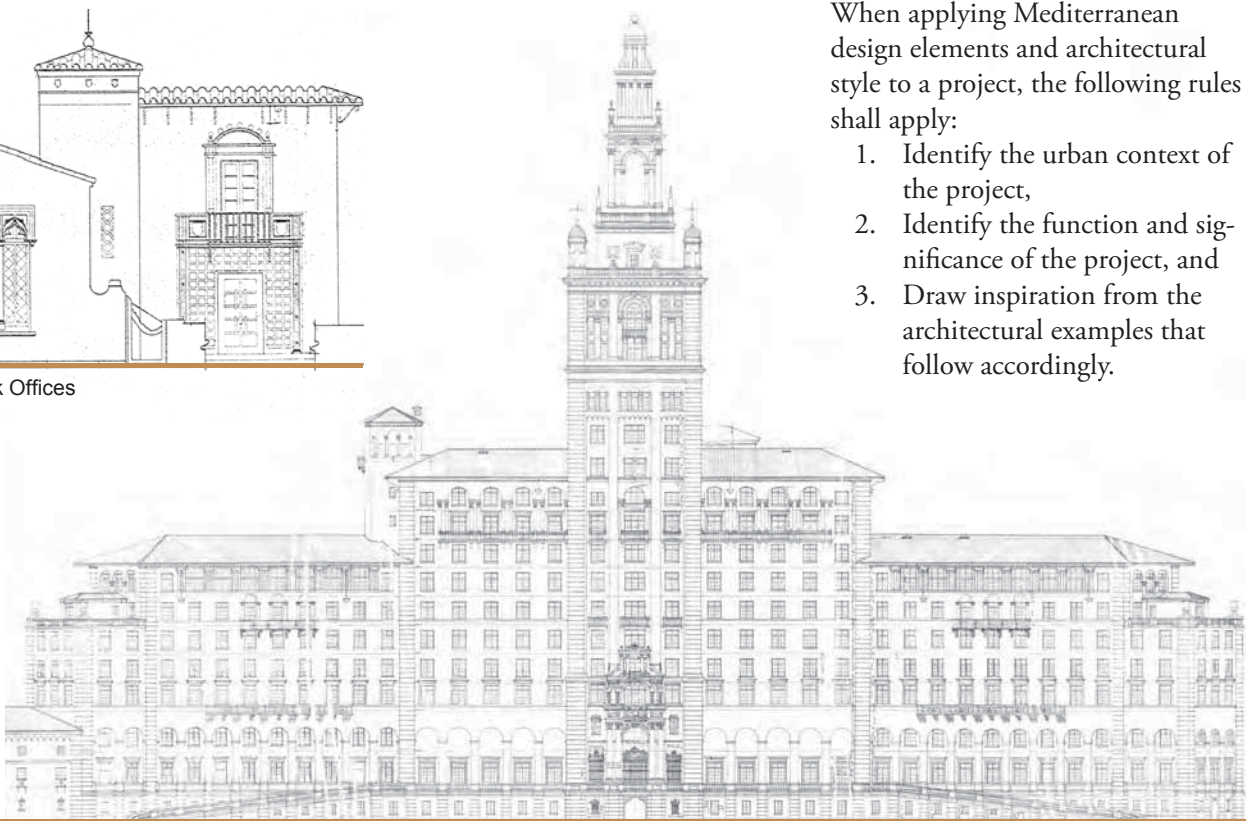 When applying Mediterranean
design elements and architectural
style to a project, the following rules
shall apply:
1. Identify the urban context of
the project,
2. Identify the function and sig-
nificance of the project, and
3. Draw inspiration from the
architectural examples that
follow accordingly.
Offices